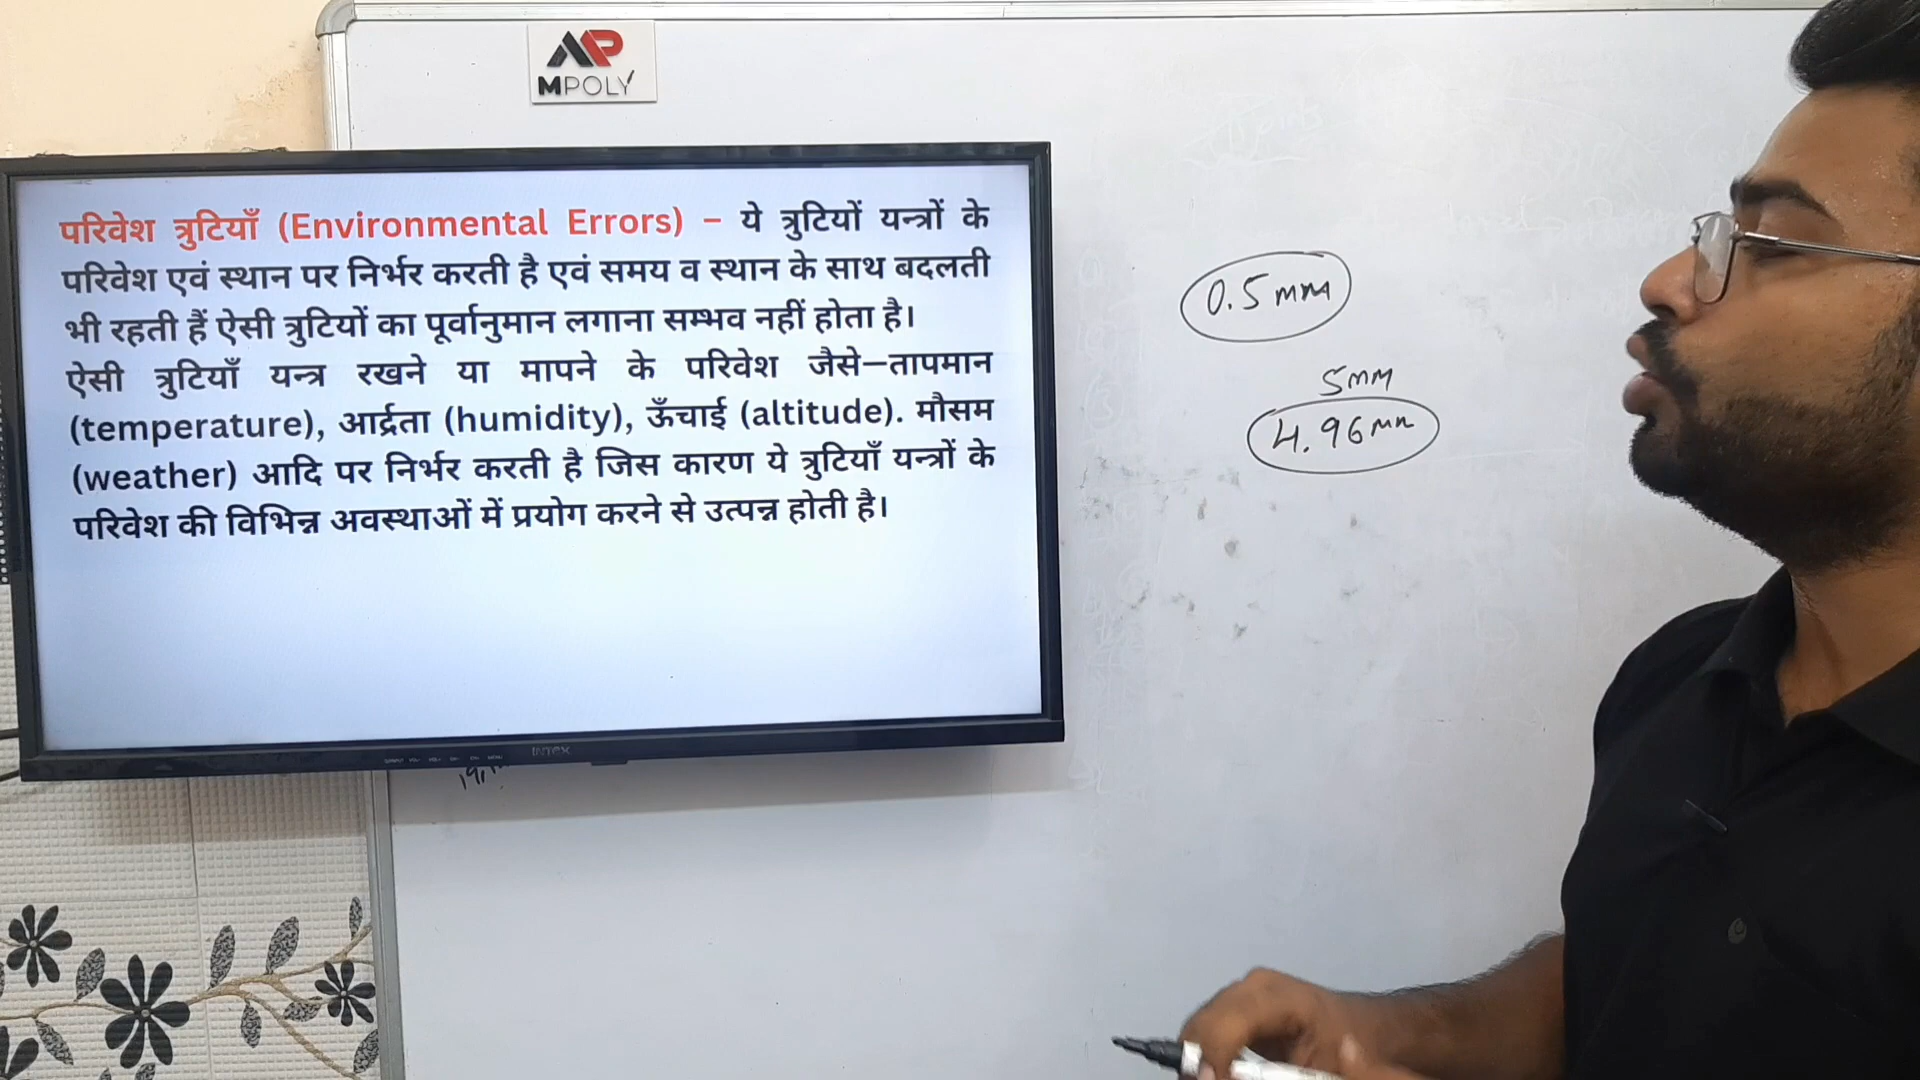 MPOLY
परिवेश त्रुटियाँ (Environmental Errors) – ये त्रुटियों यन्त्रों के
परिवेश एवं स्थान पर निर्भर करती है एवं समय व स्थान के साथ बदलती
भी रहती हैं ऐसी त्रुटियों का पूर्वानुमान लगाना सम्भव नहीं होता है।
ऐसी त्रुटियाँ यन्त्र रखने या मापने के परिवेश जैसे–तापमान
(temperature), आर्द्रता (humidity), ऊँचाई (altitude). मौसम
(weather) आदि पर निर्भर करती है जिस कारण ये त्रुटियाँ यन्त्रों के
परिवेश की विभिन्न अवस्थाओं में प्रयोग करने से उत्पन्न होती है।
INTEX
0.5 mm
5mm
4.96mm